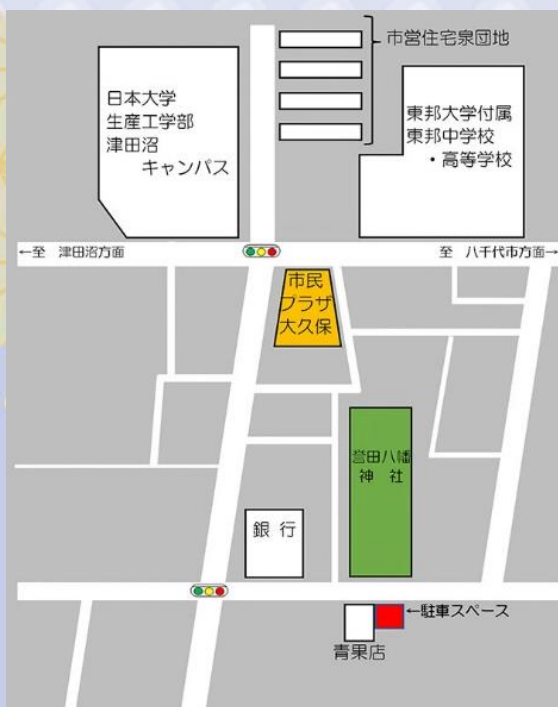 市営住宅泉団地
日本大学
生産工学部
津田沼
キャンパス
東邦大学付属
東邦中学校
・高等学校
←至 津田沼方面
至 八千代市方面→
市民
プラザ
大久保
誉田八幡
神 社
銀 行
←駐車スペース
青果店